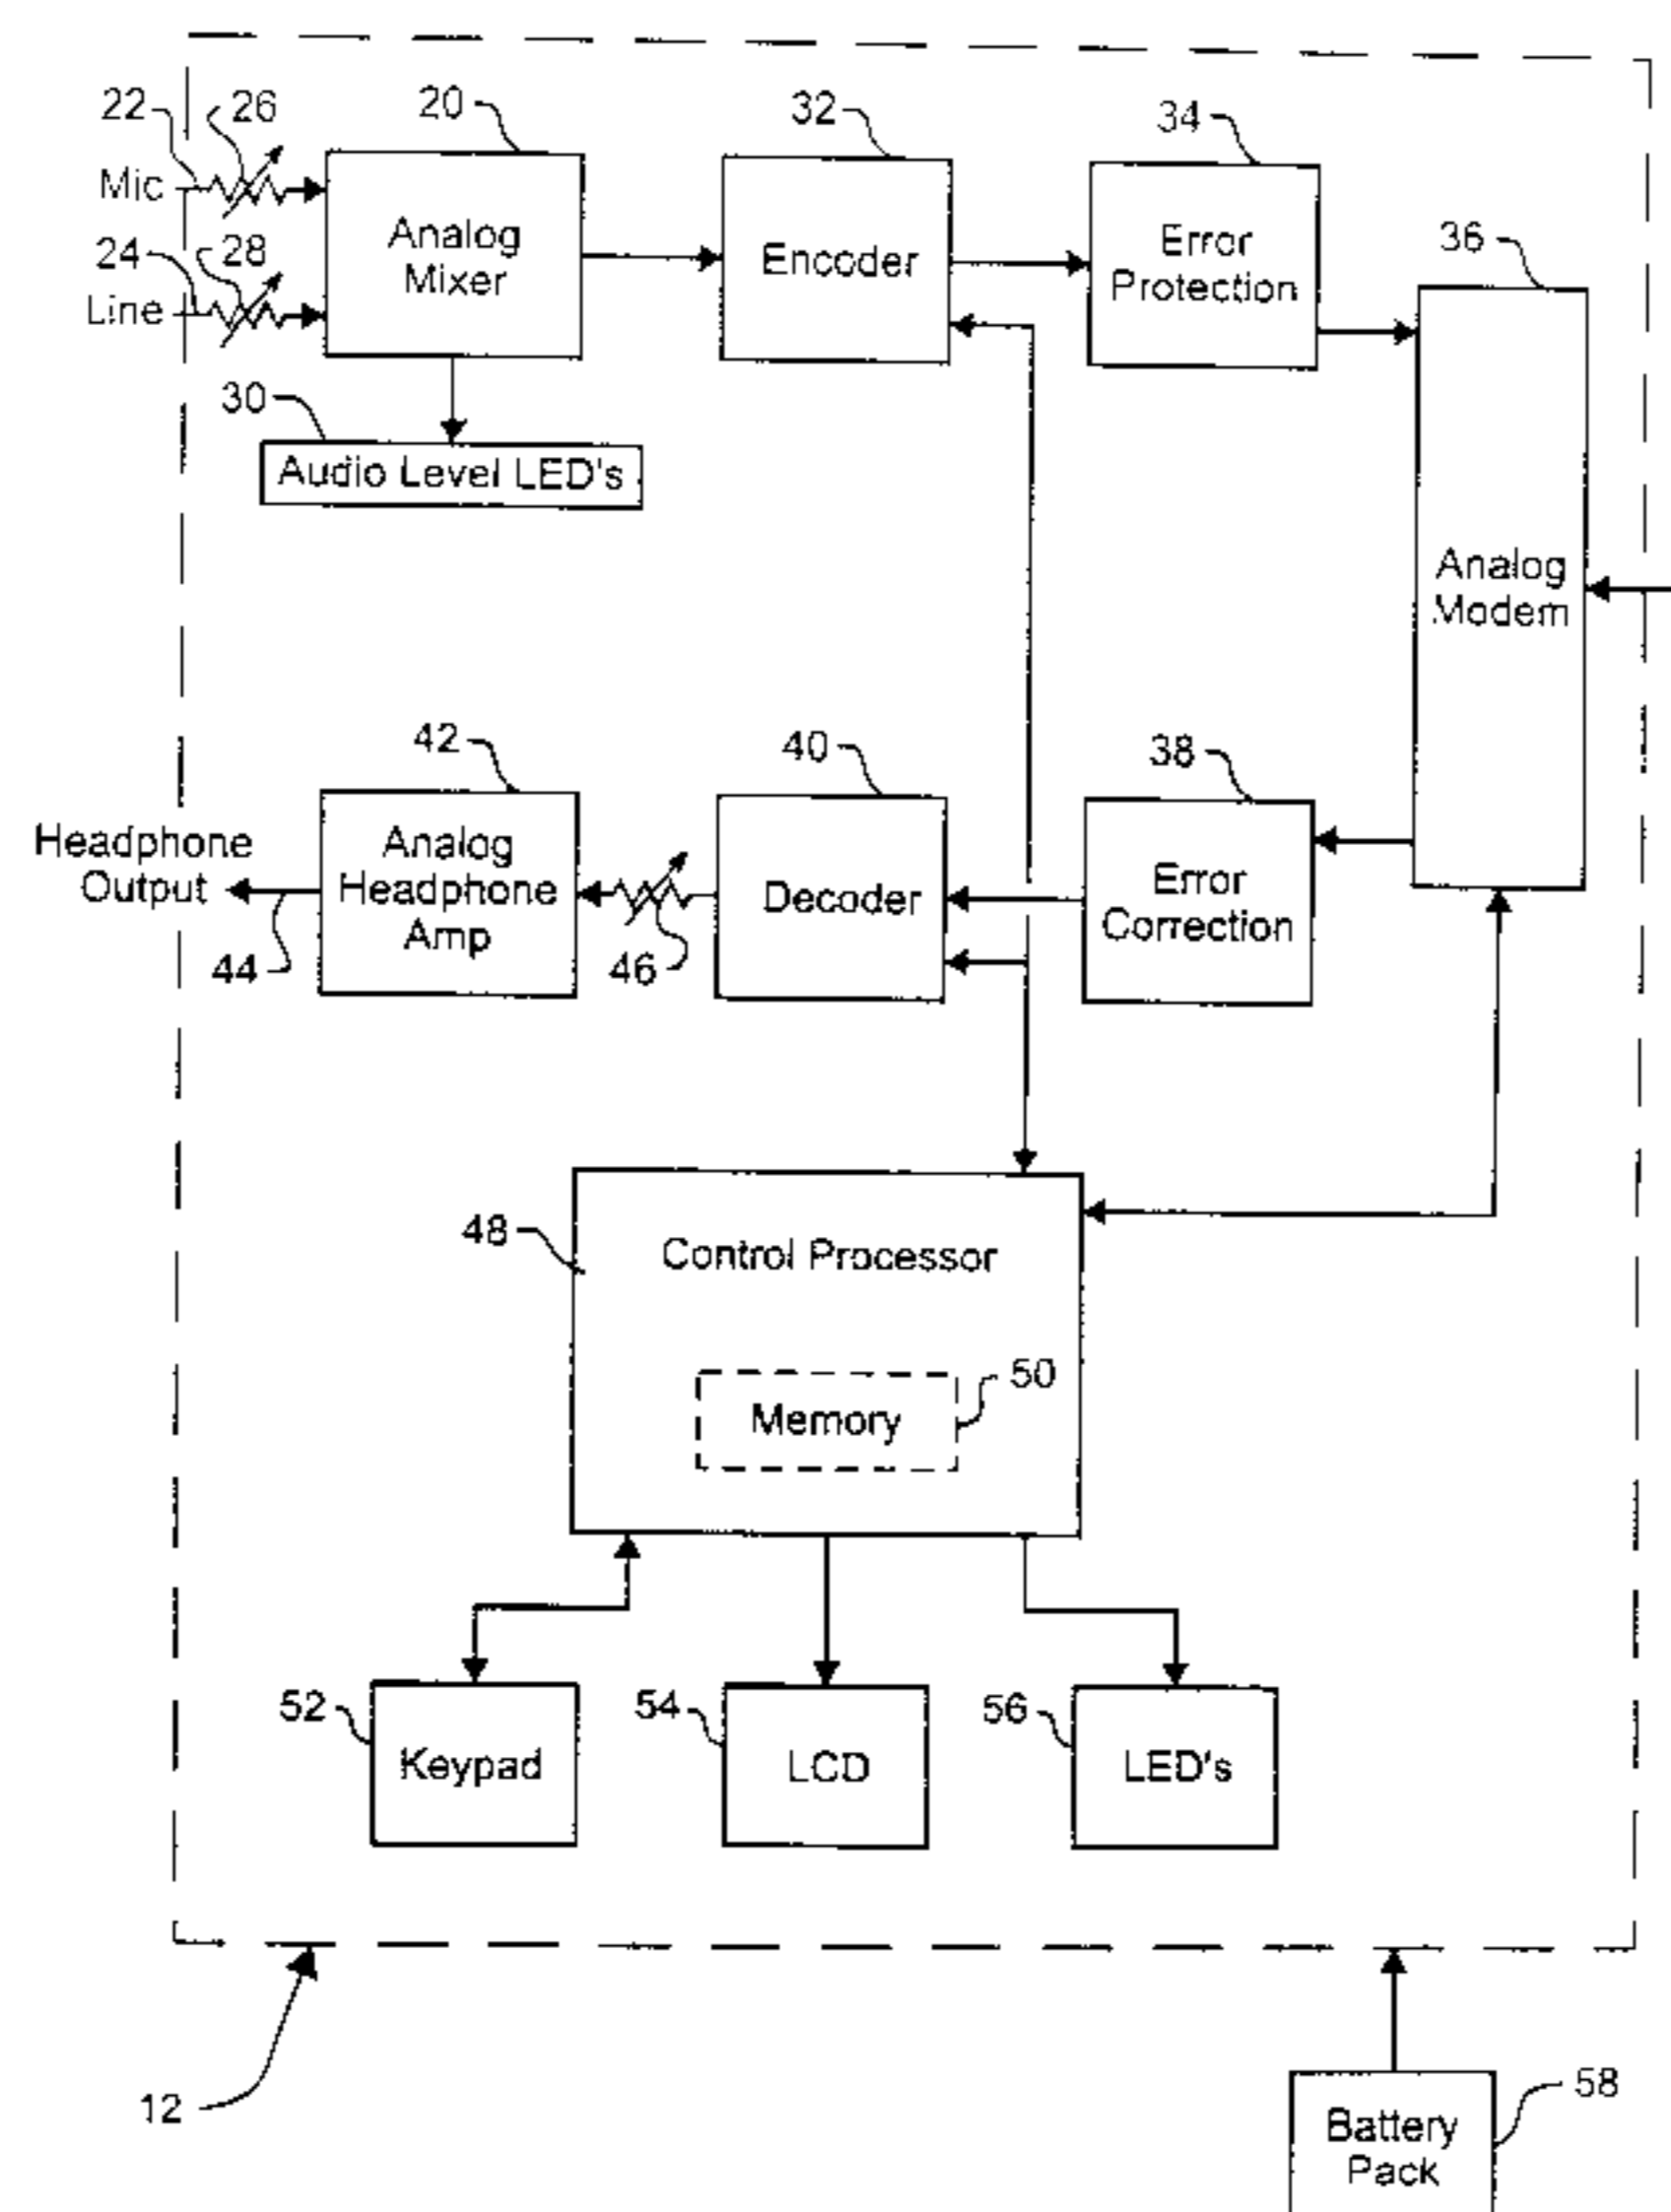 22
26
20
32
34
Mic
Analog
Mixer
Encoder
Error
Protection
36
24
28
Line
30
Audio Level LED's
Analog
Modem
42
40
38
Headphone
Output
Analog
Headphone
Amp
Decoder
Error
Correction
44
46
48
Control Processor
50
Memory
52
54
56
Keypad
LCD
LED's
12
58
Battery
Pack